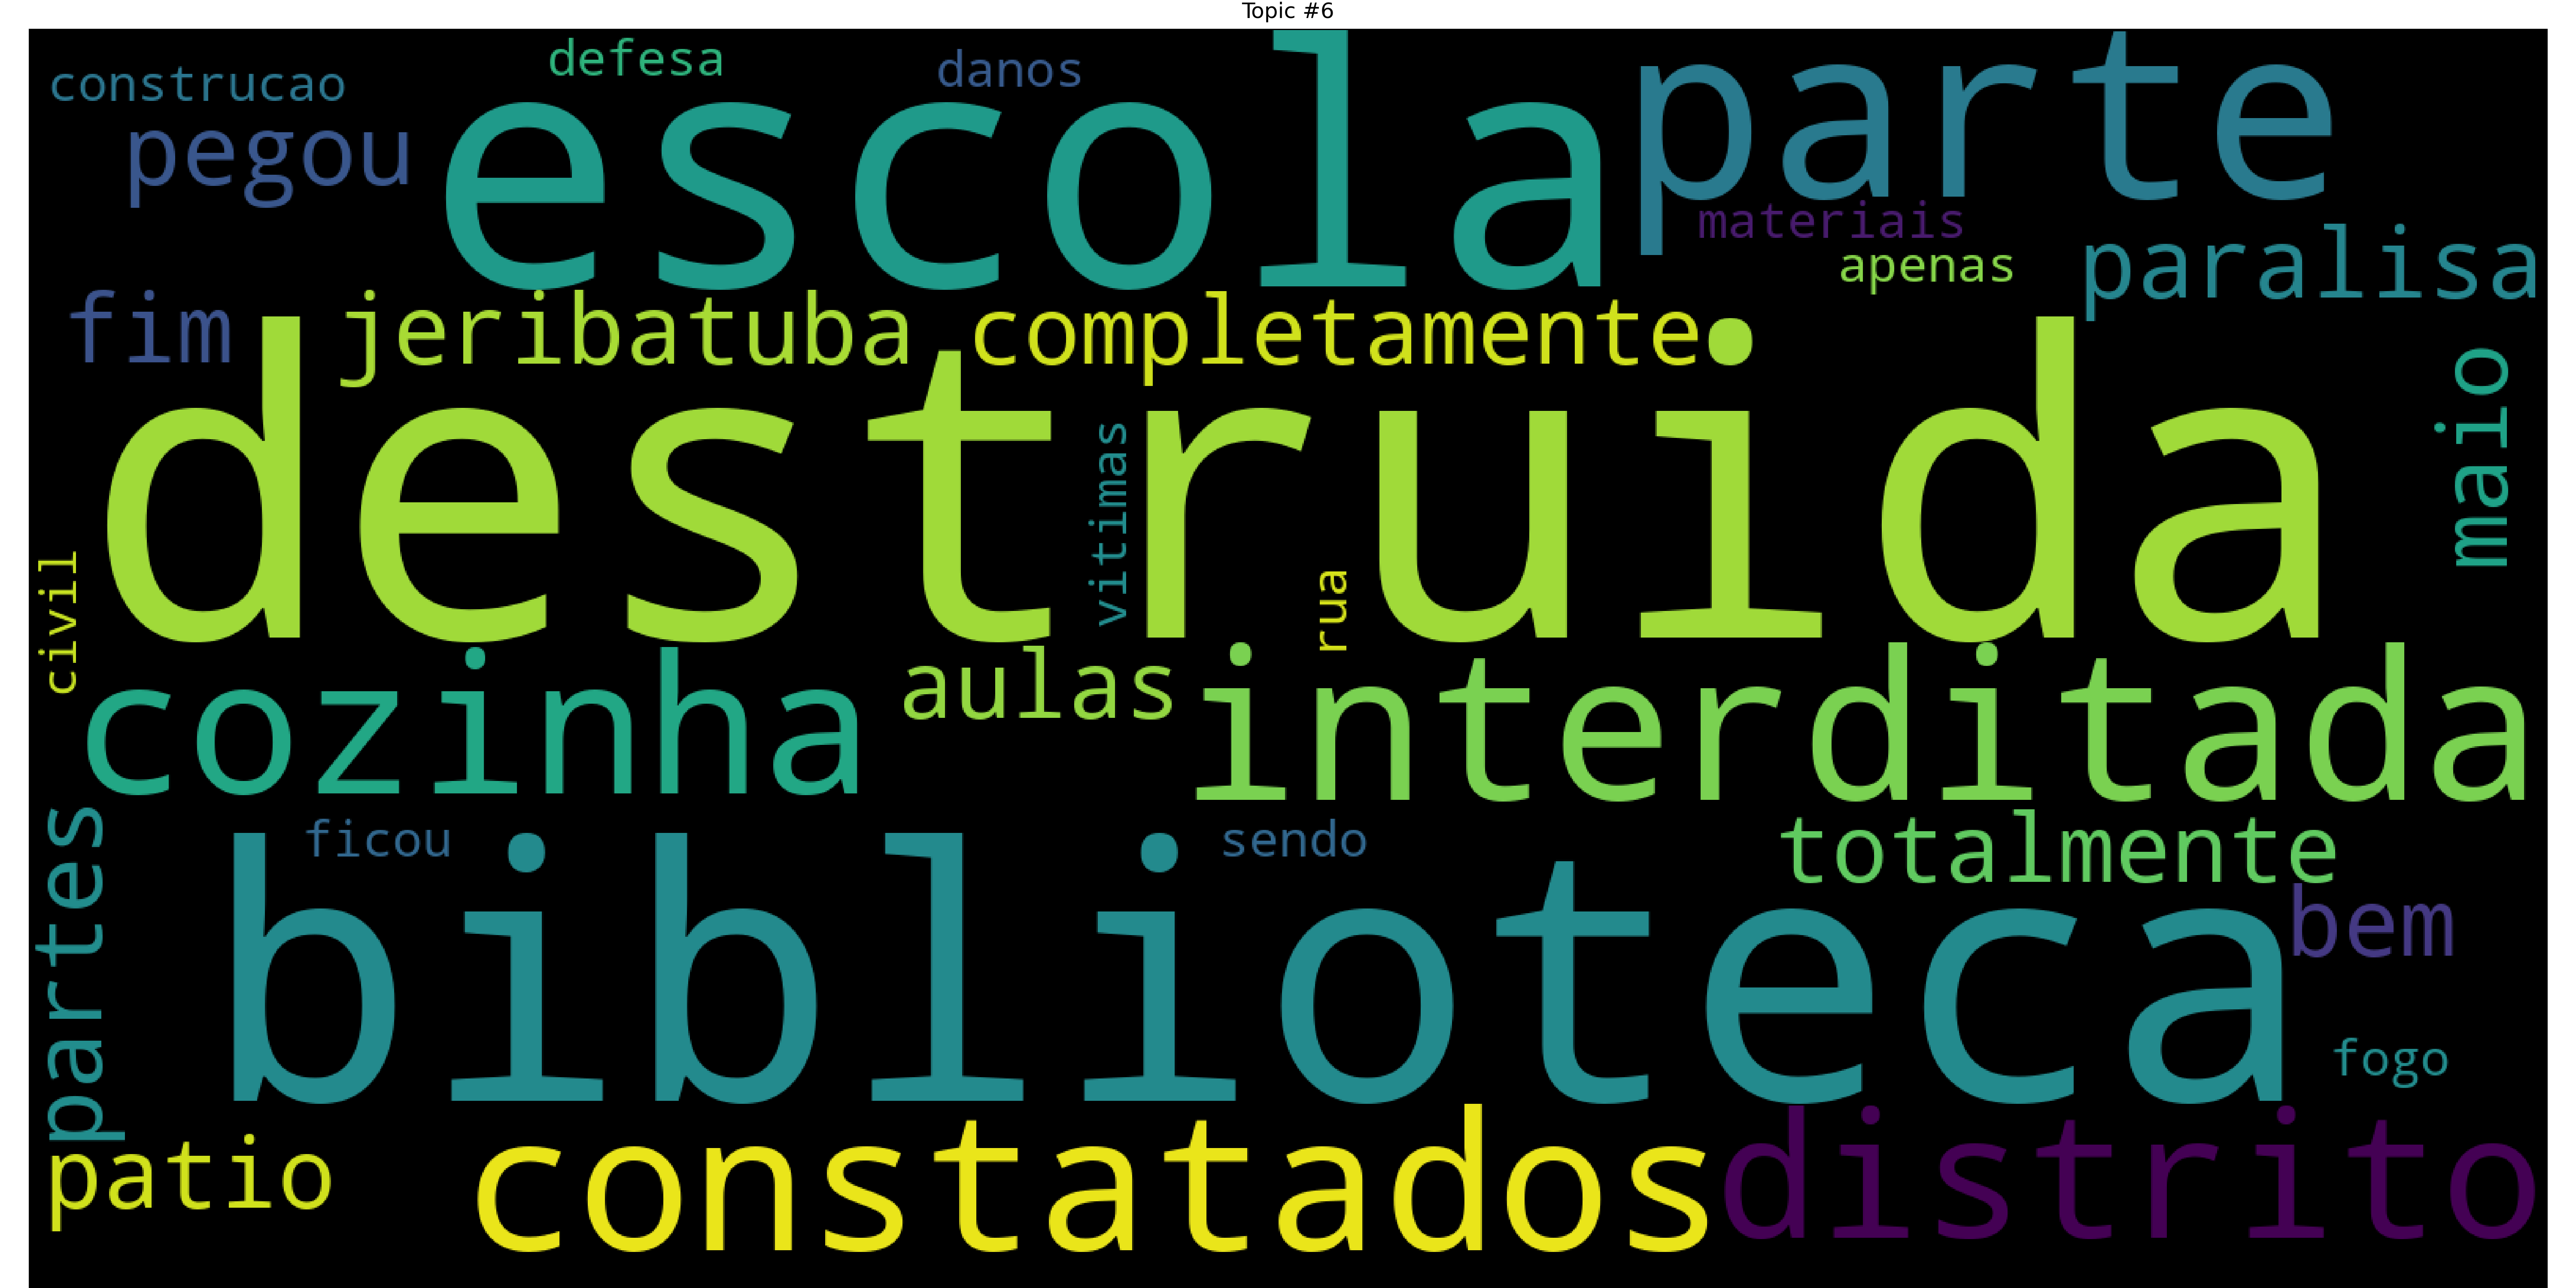 Topic #6
construcao
defesa
danos
escola
parte
pegou
materiais
apenas
paralisa
fim
jeribatuba
completamente
maio
destruida
vitimas
rua
civil
cozinha
aulas
interditada
partes
ficou
sendo
totalmente
biblioteca
bem
fogo
patio
constatados
distrito